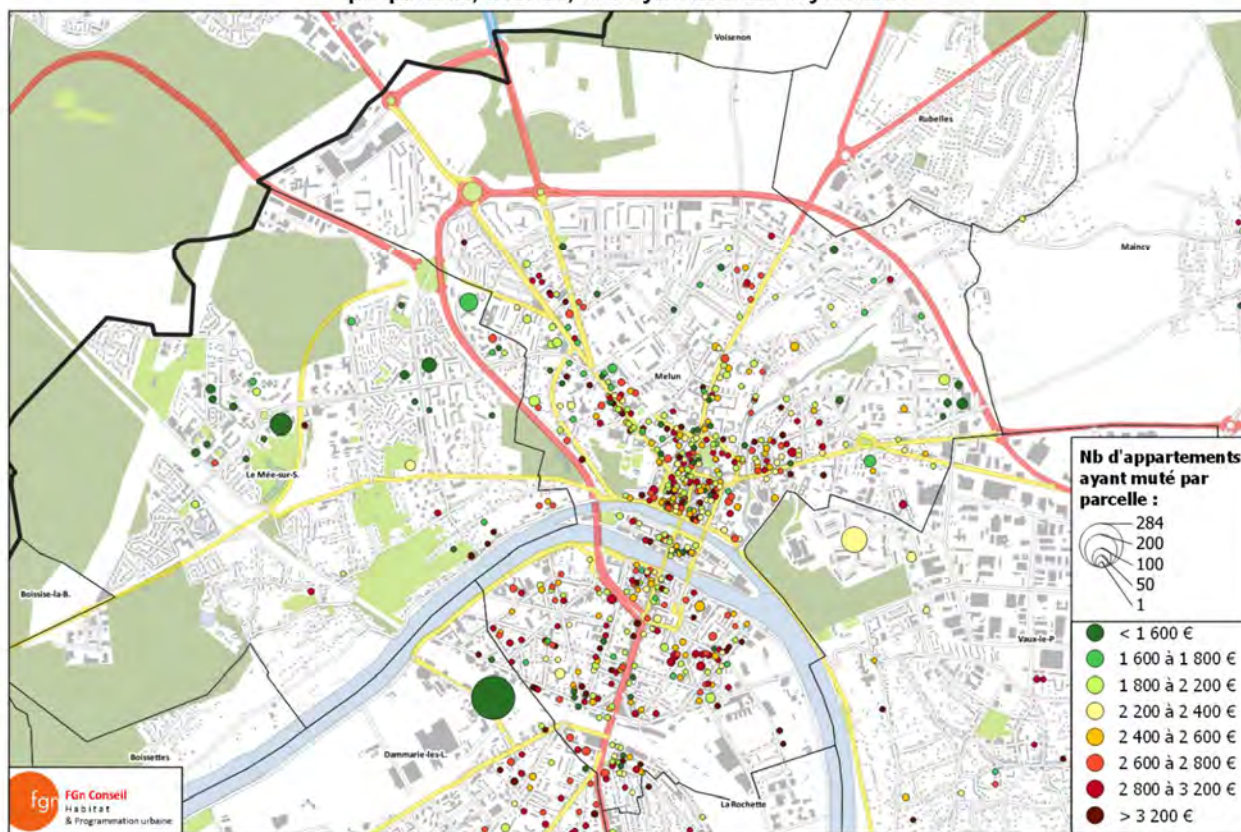 Voisenon
Rubelles
Maincy
Melun
Le Mée-sur-S.
Boissise-la-B.
Vaux-le-P.
Boissettes
Dammarie-les-L.
La Rochette
Nb d'appartements
ayant muté par
parcelle :
284
200
100
50
1
< 1 600 €
1 600 à 1 800 €
1 800 à 2 200 €
2 200 à 2 400 €
2 400 à 2 600 €
2 600 à 2 800 €
2 800 à 3 200 €
> 3 200 €
fgn
FGn Conseil
Habitat
& Programmation urbaine